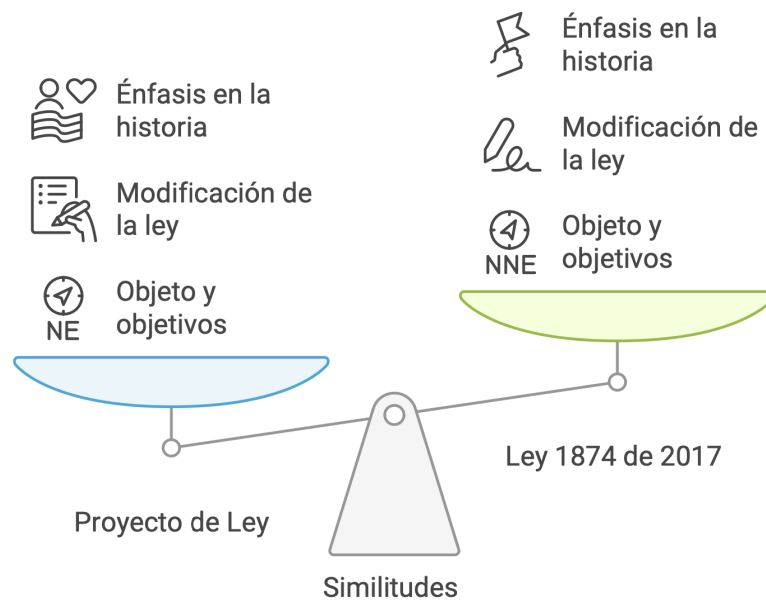 Énfasis en la
historia
Modificación de
la ley
NE
Objeto y
objetivos
Proyecto de Ley
Énfasis en la
historia
Modificación de
la ley
NNE
Objeto y
objetivos
Ley 1874 de 2017
Similitudes